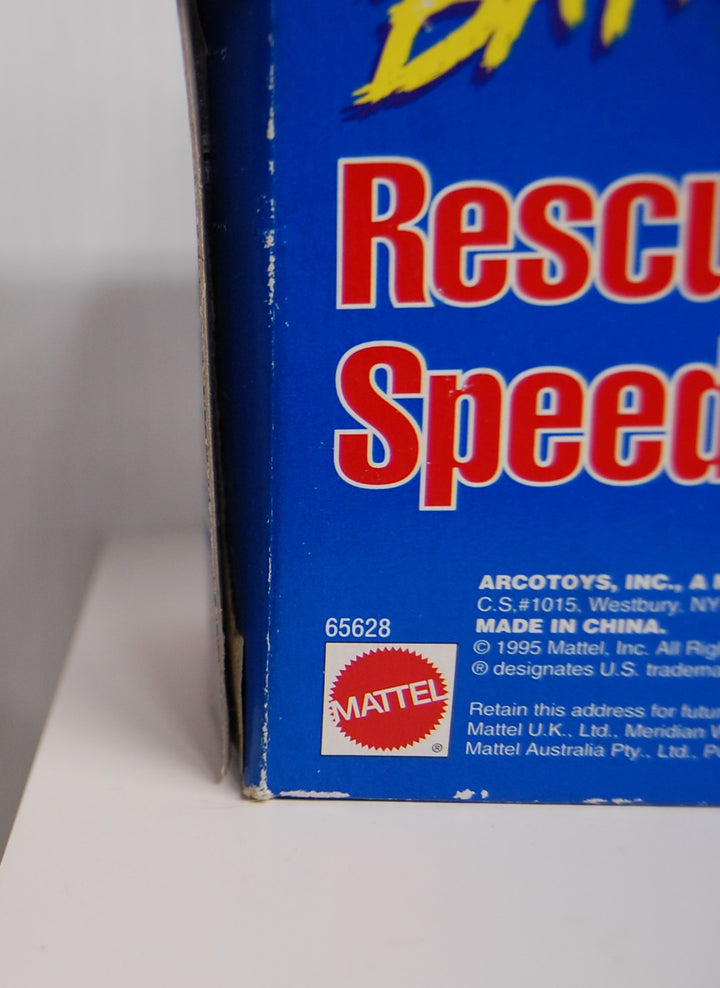 Rescu
Speed
ARCOTOYS, INC., A
C.S.#1015, Westbury, NY
65628
MADE IN CHINA.
© 1995 Mattel, Inc. All Rig
® designates U.S. tradema
MATTEL
®
Retain this address for futu
Mattel U.K., Ltd., Meridian W
Mattel Australia Pty., Ltd., P